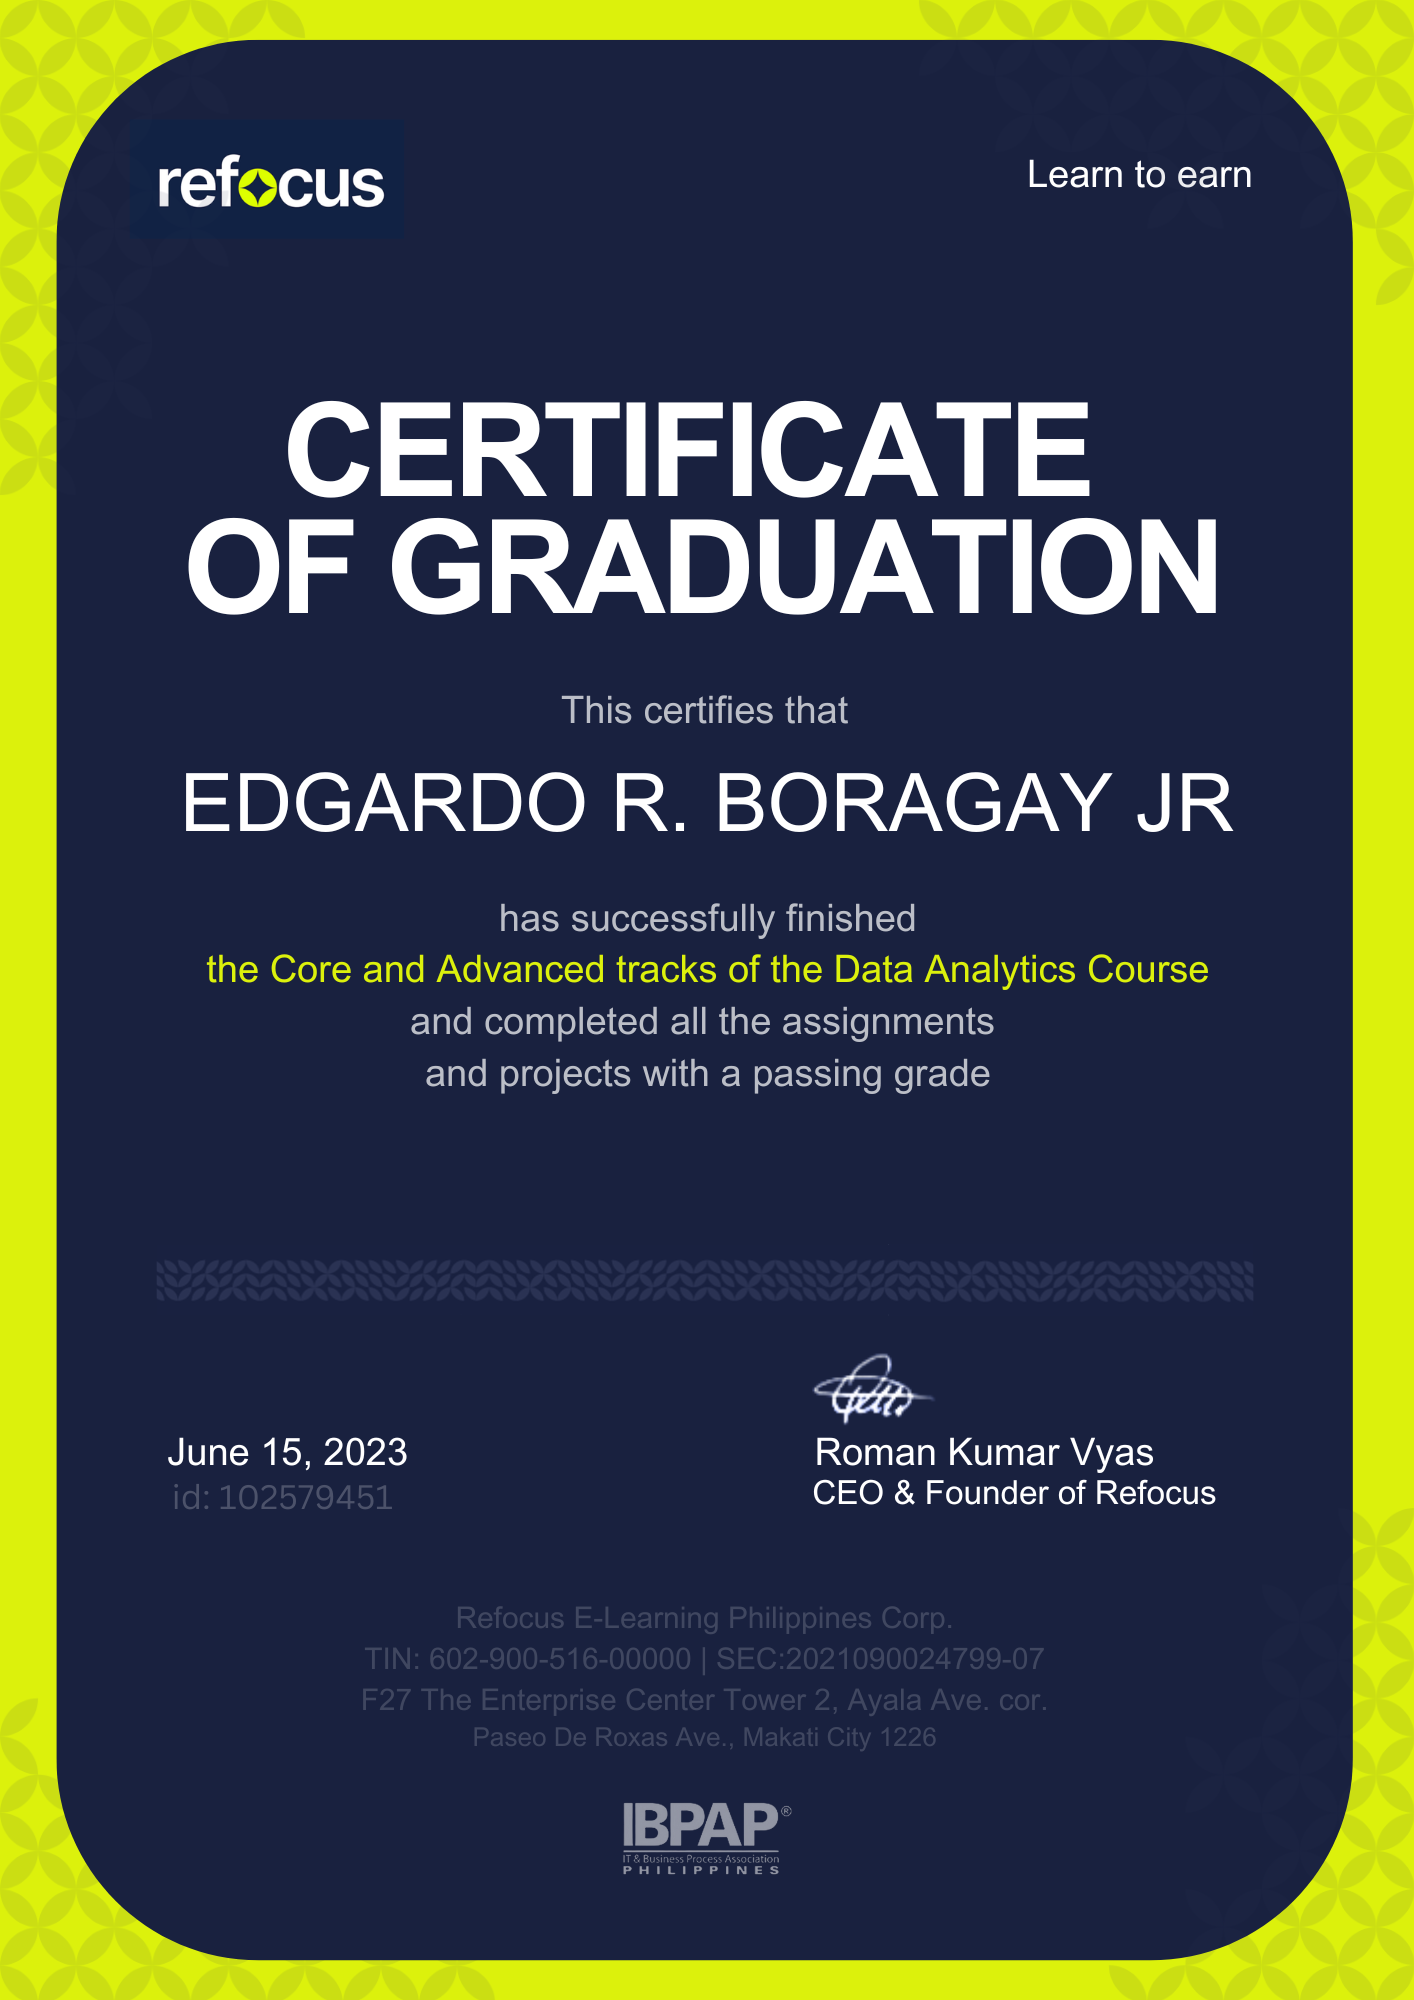 refocus
Learn to earn
CERTIFICATE
OF GRADUATION
This certifies that
EDGARDO R. BORAGAY JR
has successfully finished
the Core and Advanced tracks of the Data Analytics Course
and completed all the assignments
and projects with a passing grade
June 15, 2023
id: 102579451
Roman Kumar Vyas
CEO & Founder of Refocus
Refocus E-Learning Philippines Corp.
TIN: 602-900-516-00000 | SEC:2021090024799-07
F27 The Enterprise Center Tower 2, Ayala Ave. cor.
Paseo De Roxas Ave., Makati City 1226
IBPAP®
IT & Business Process Association
PHILIPPINES